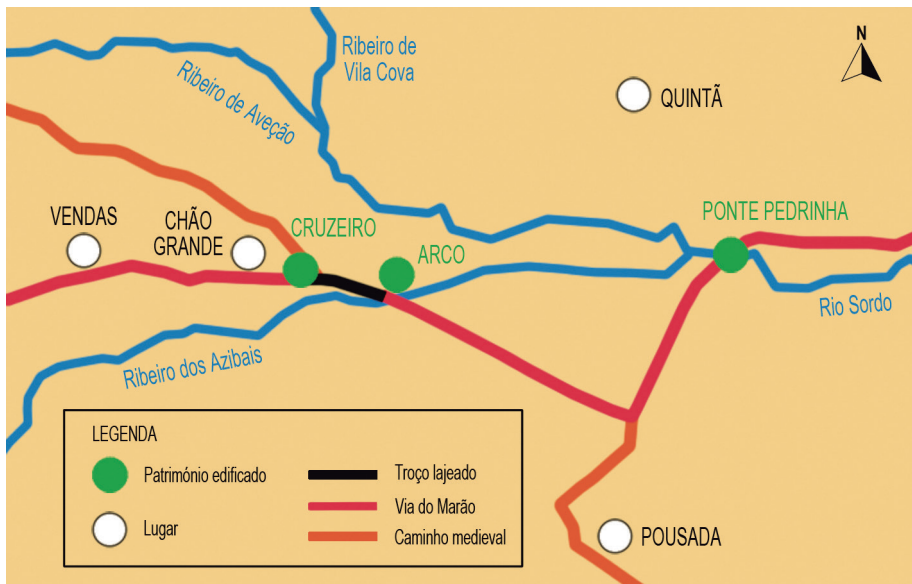 Ribeiro de
Vila Cova
N
Ribeiro de Aveção
QUINTÃ
VENDAS
CHÃO
GRANDE
CRUZEIRO
ARCO
PONTE PEDRINHA
Rio Sordo
Ribeiro dos Azibais
LEGENDA
Património edificado
Lugar
Troço lajeado
Via do Marão
Caminho medieval
POUSADA